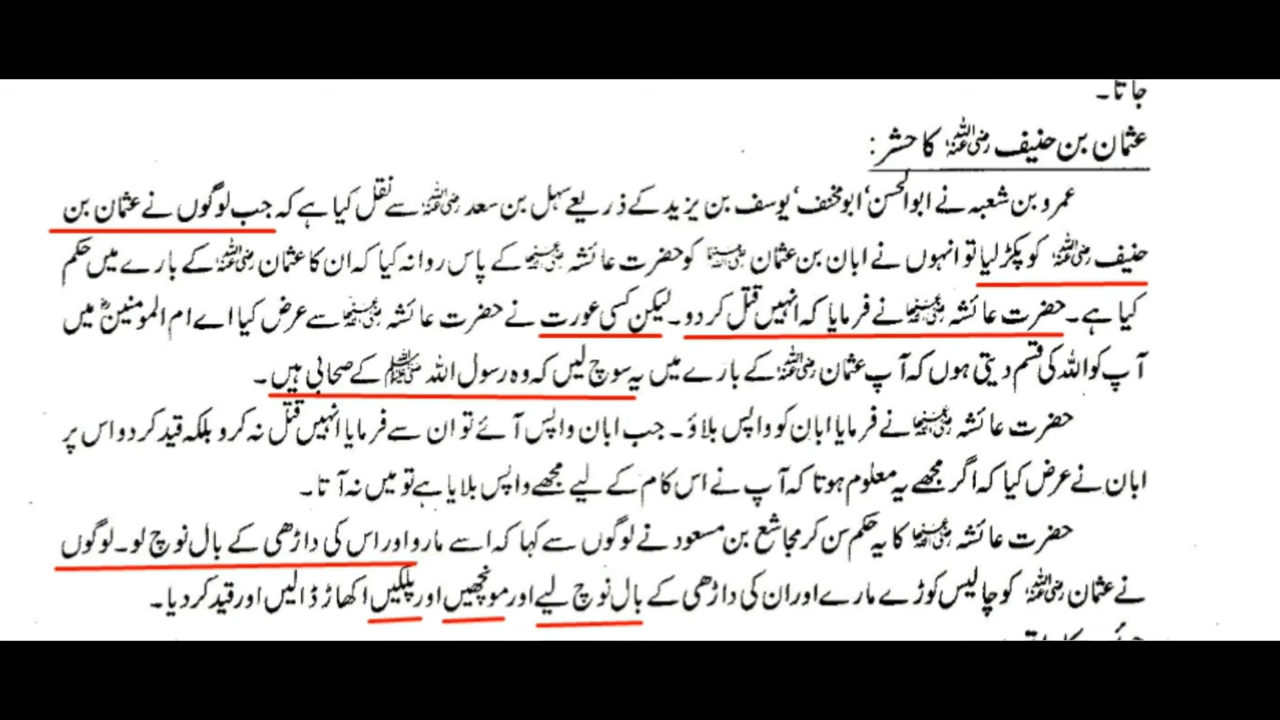 جاتا۔
عثمان بن حنیف رضی اللہ عنہ کا حشر:
عمرو بن شعبہ نے ابوالحسن‘ ابو مخنف‘ یوسف بن یزید کے ذریعے سہل بن سعد رضی اللہ عنہ سے نقل کیا ہے کہ جب لوگوں نے عثمان بن
حنیف رضی اللہ عنہ کو پکڑ لیا تو انہوں نے ابان بن عثمان رضی اللہ عنہما کو حضرت عائشہ رضی اللہ عنہا کے پاس روانہ کیا کہ ان کا عثمان رضی اللہ عنہ کے بارے میں حکم
کیا ہے۔ حضرت عائشہ رضی اللہ عنہا نے فرمایا کہ انہیں قتل کر دو۔ لیکن کسی عورت نے حضرت عائشہ رضی اللہ عنہا سے عرض کیا اے ام المومنینؓ میں
آپ کو اللہ کی قسم دیتی ہوں کہ آپ عثمان رضی اللہ عنہ کے بارے میں یہ سوچ لیں کہ وہ رسول اللہ ﷺ کے صحابی ہیں۔
حضرت عائشہ رضی اللہ عنہا نے فرمایا ابان کو واپس بلاؤ۔ جب ابان واپس آئے تو ان سے فرمایا انہیں قتل نہ کرو بلکہ قید کر دو اس پر
ابان نے عرض کیا کہ اگر مجھے یہ معلوم ہوتا کہ آپ نے اس کام کے لیے مجھے واپس بلایا ہے تو میں نہ آتا۔
حضرت عائشہ رضی اللہ عنہا کا یہ حکم سن کر مجاشع بن مسعود نے لوگوں سے کہا کہ اسے مارو اور اس کی داڑھی کے بال نوچ لو۔ لوگوں
نے عثمان رضی اللہ عنہ کو چالیس کوڑے مارے اور ان کی داڑھی کے بال نوچ لیے اور مونچھیں اور پلکیں اکھاڑ ڈالیں اور قید کر دیا۔